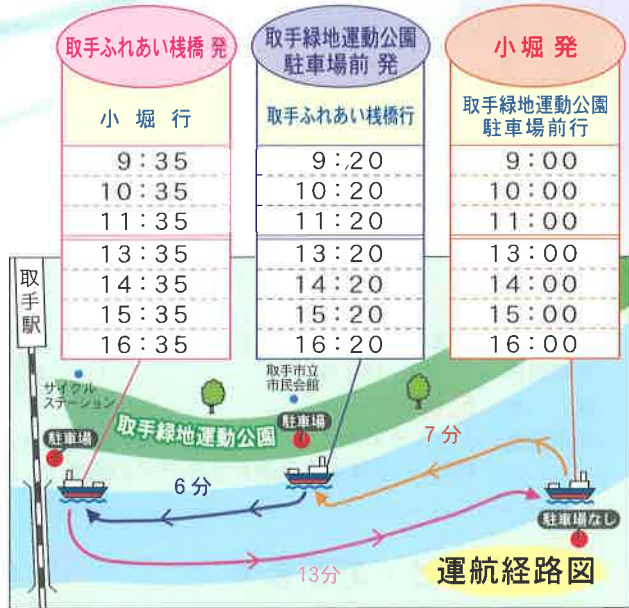 取手ふれあい桟橋 発
小堀行
9:35
10:35
11:35
13:35
14:35
15:35
16:35
取手緑地運動公園
駐車場前 発
取手ふれあい桟橋行
9:20
10:20
11:20
13:20
14:20
15:20
16:20
小堀 発
取手緑地運動公園
駐車場前行
9:00
10:00
11:00
13:00
14:00
15:00
16:00
取手駅
サイクル
ステーション
取手市立
市民会館
取手緑地運動公園
駐車場
駐車場
7分
6分
駐車場なし
13分
運航経路図